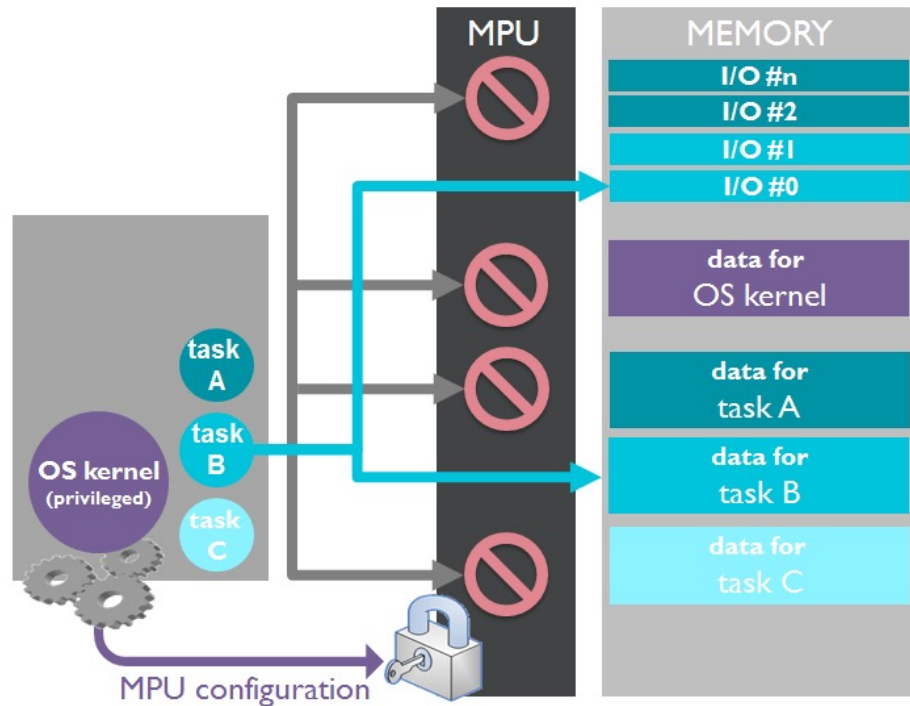 MPU
MEMORY
I/O #n
I/O #2
I/O #1
I/O #0
data for
OS kernel
task
A
data for
task A
task
B
OS kernel
(privileged)
data for
task B
task
C
data for
task C
MPU configuration